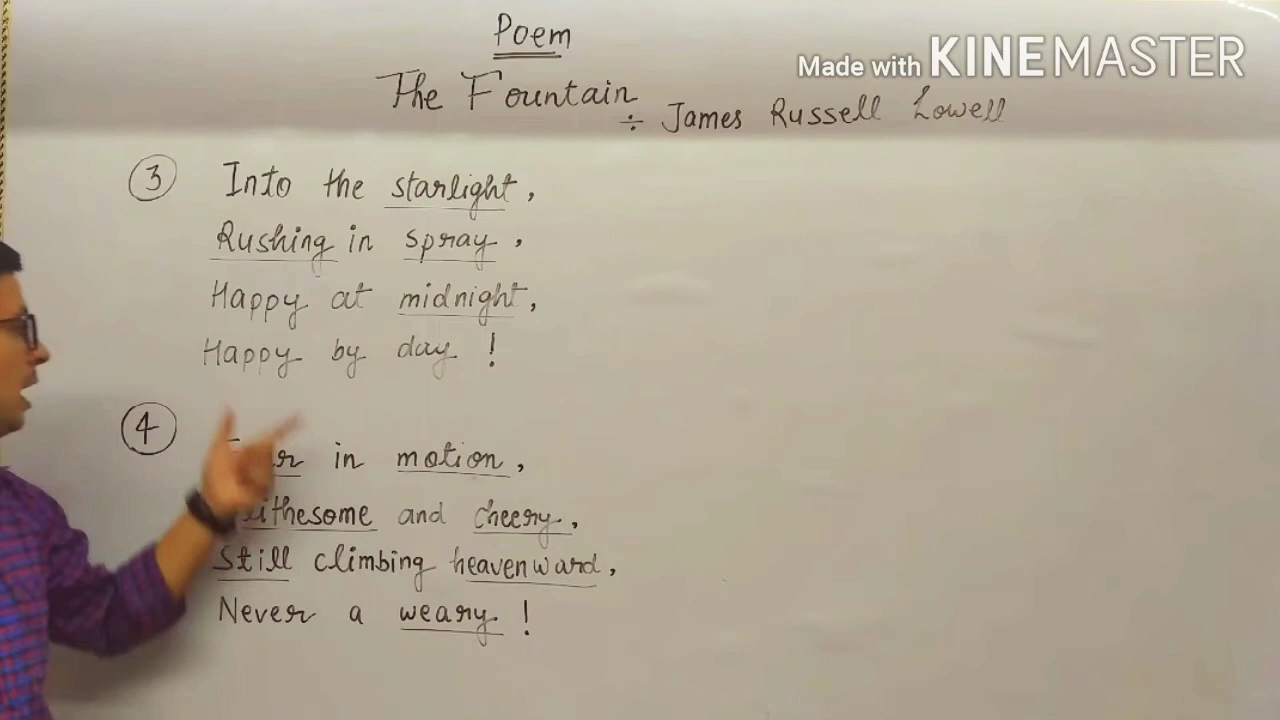 Poem
Made with KINEMASTER
The Fountain
÷ James Russell Lowell
③ Into the starlight,
Rushing in spray,
Happy at midnight,
Happy by day!
④
in motion,
and cheery,
Still climbing heavenward,
Never a weary!